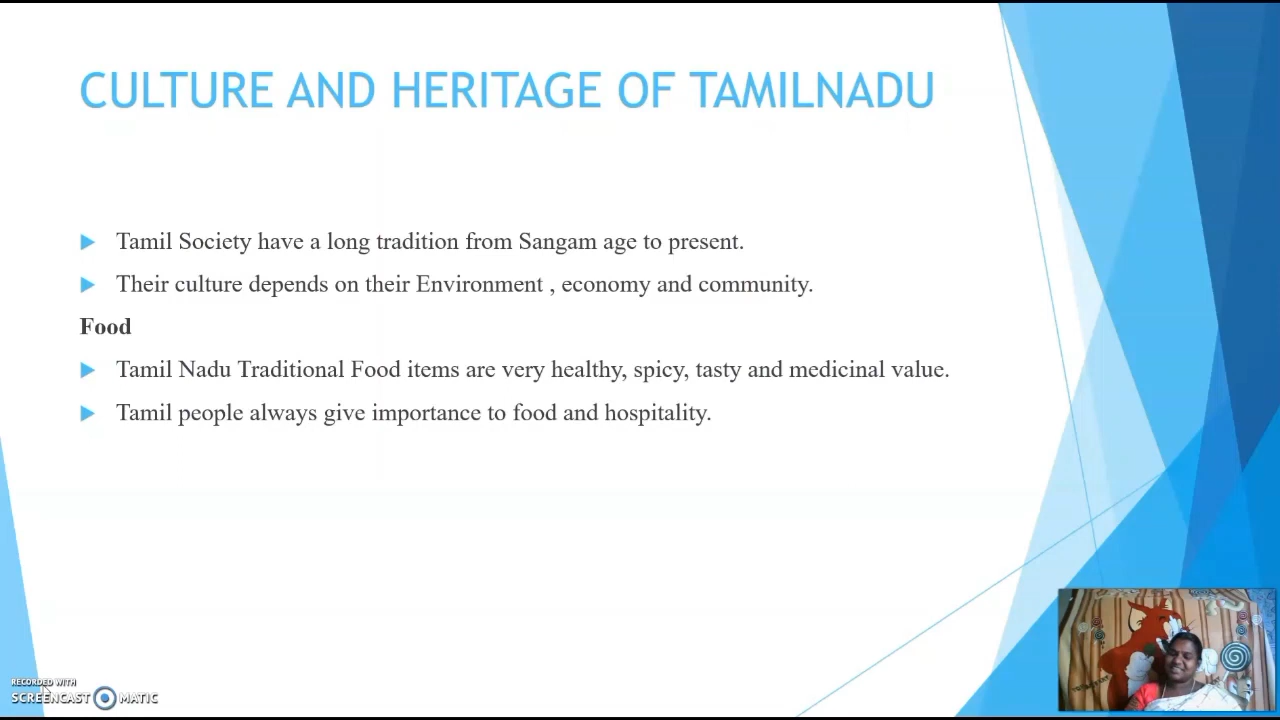 CULTURE AND HERITAGE OF TAMILNADU
Tamil Society have a long tradition from Sangam age to present.
Their culture depends on their Environment , economy and community.
Food
Tamil Nadu Traditional Food items are very healthy, spicy, tasty and medicinal value.
Tamil people always give importance to food and hospitality.
RECORDED WITH
SCREENCAST MATIC